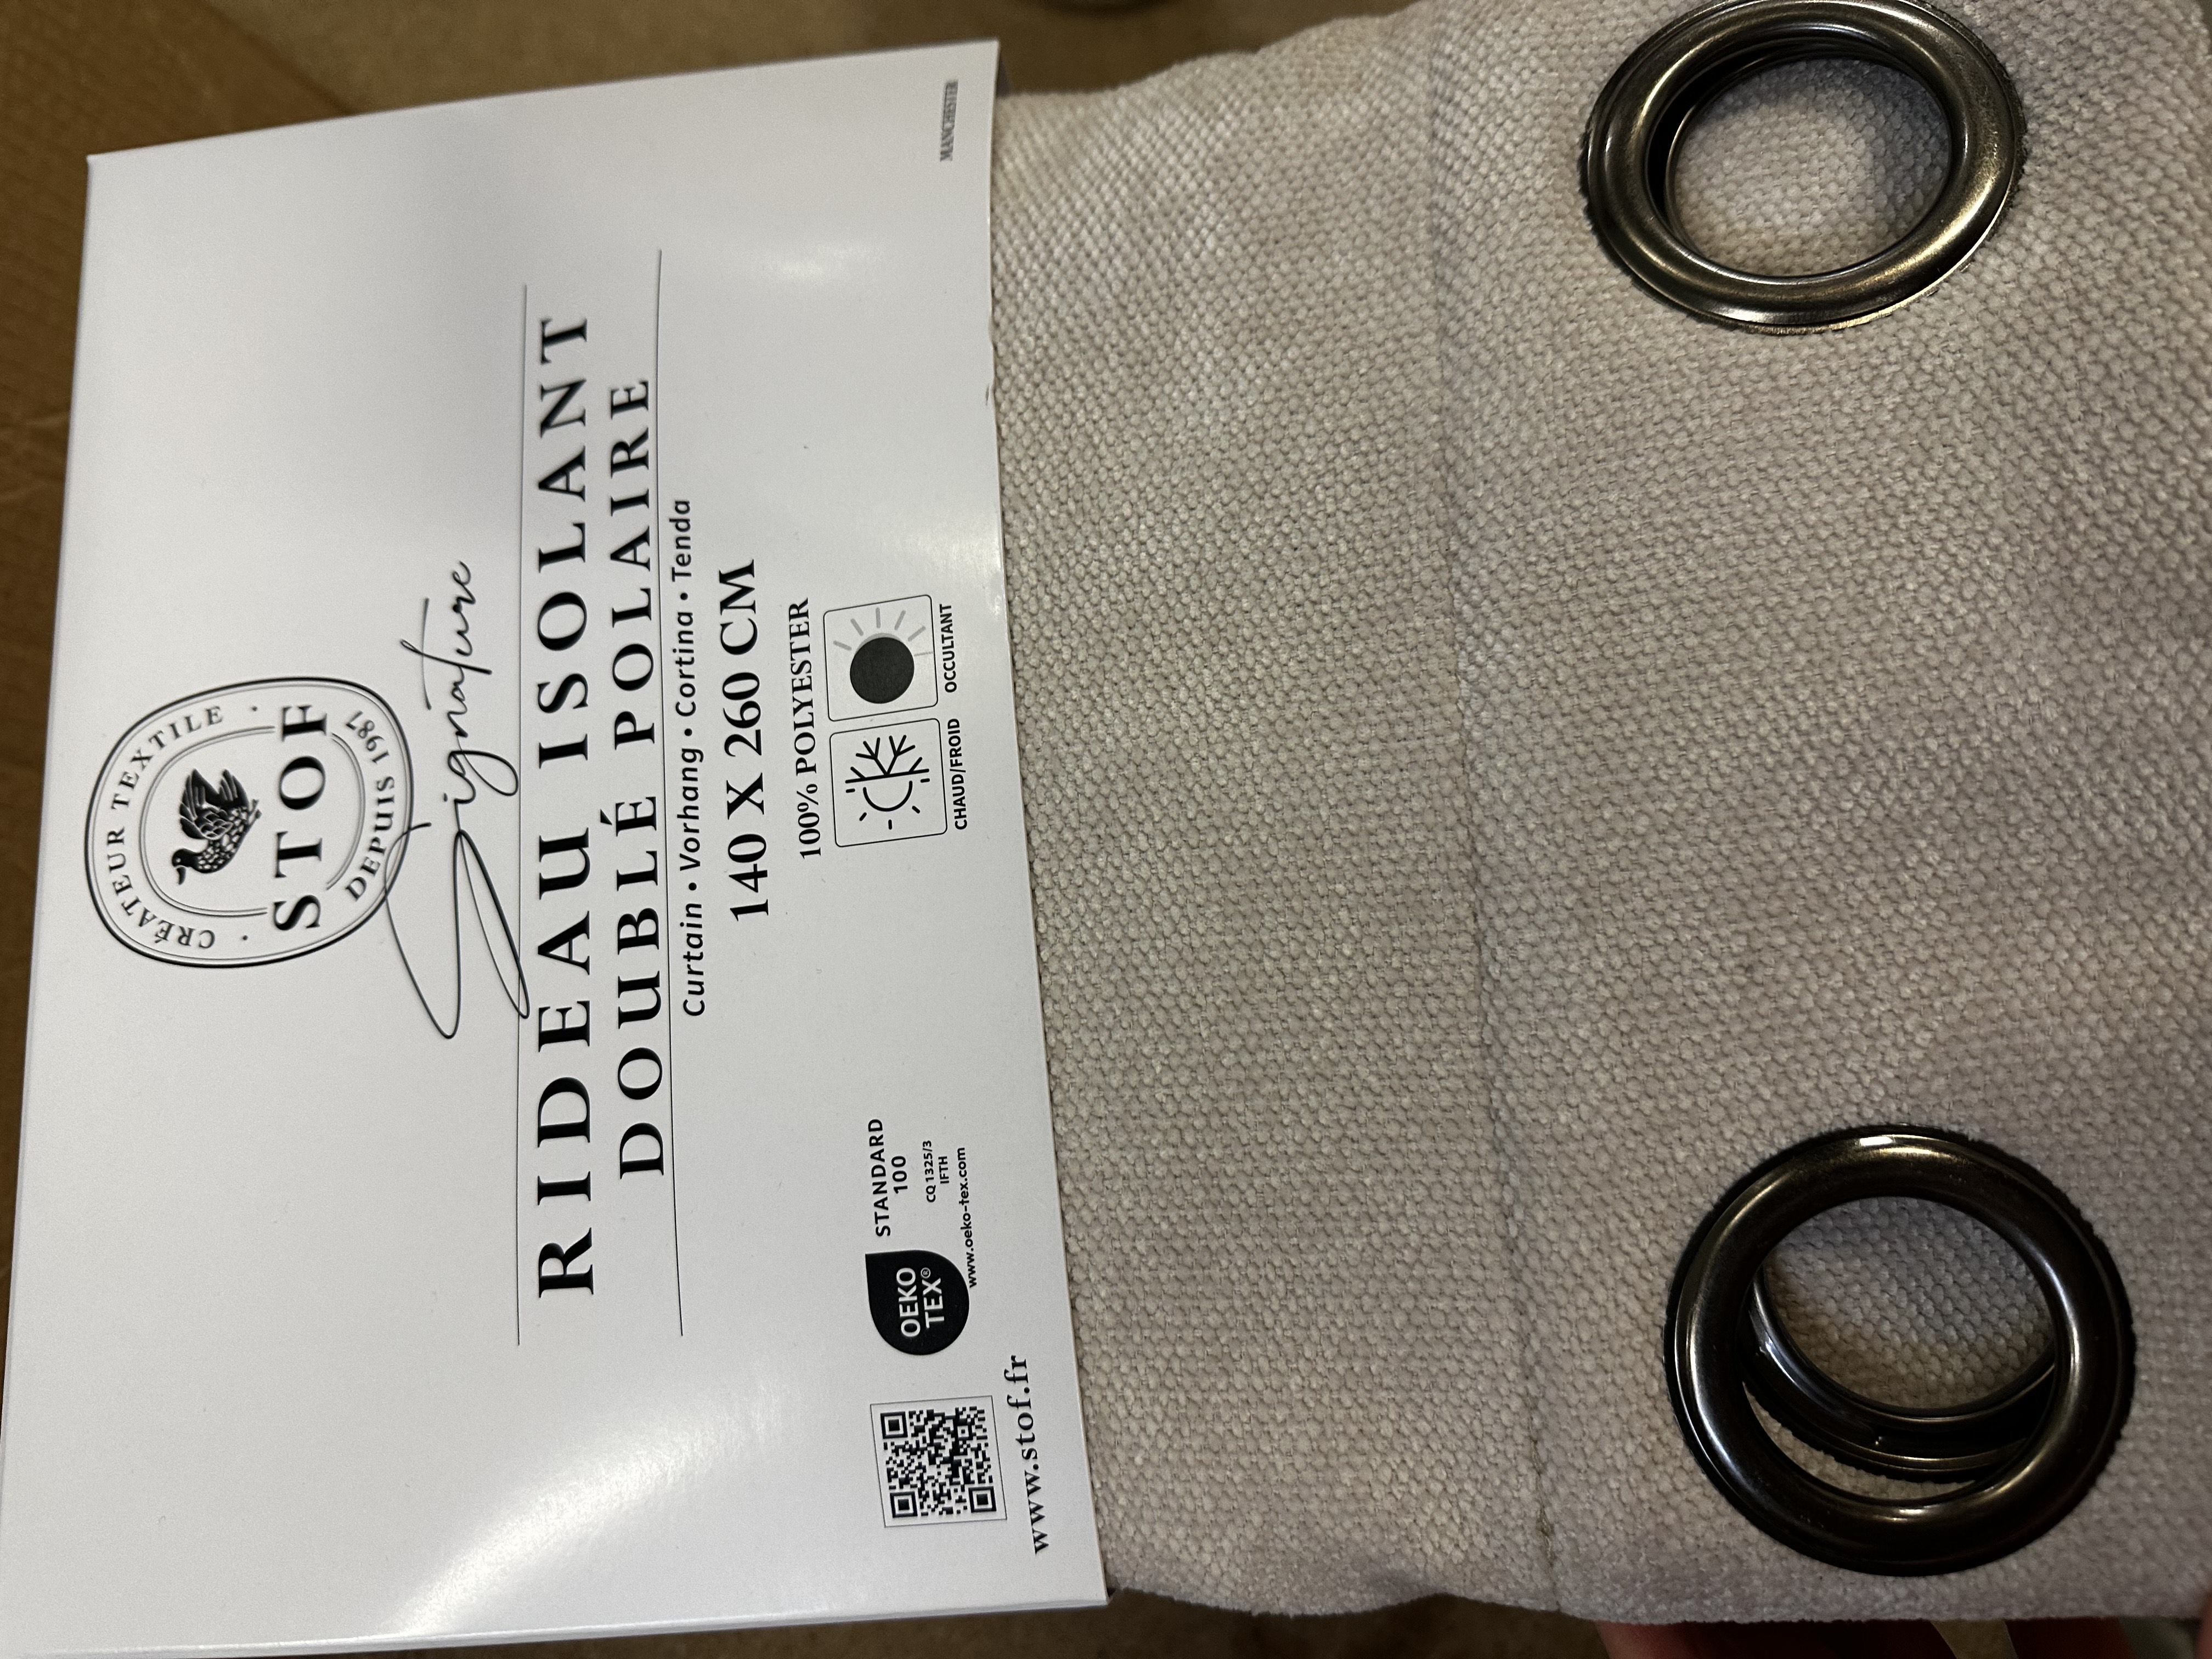 CRÉATEUR TEXTILE
STOF
DEPUIS 1987
Signature
RIDEAU ISOLANT
DOUBLÉ POLAIRE
Curtain • Vorhang • Cortina • Tenda
140 X 260 CM
100% POLYESTER
CHAUD/FROID
OCCULTANT
OEKO
TEX®
STANDARD
100
CQ 1325/3
IFTH
www.oeko-tex.com
www.stof.fr
MANCHESTER